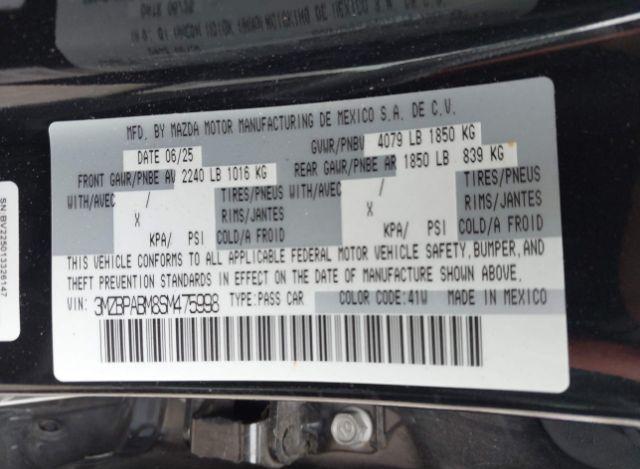 MFD. BY MAZDA MOTOR MANUFACTURING DE MEXICO S.A. DE C.V.
DATE 06/25 GVWR/PNBV 4079 LB 1850 KG
FRONT GAWR/PNBE AV 2240 LB 1016 KG REAR GAWR/PNBE AR 1850 LB 839 KG
WITH/AVEC / TIRES/PNEUS WITH/AVEC / TIRES/PNEUS
X RIMS/JANTES X RIMS/JANTES
KPA/ PSI COLD/A FROID KPA/ PSI COLD/A FROID
THIS VEHICLE CONFORMS TO ALL APPLICABLE FEDERAL MOTOR VEHICLE SAFETY, BUMPER, AND
THEFT PREVENTION STANDARDS IN EFFECT ON THE DATE OF MANUFACTURE SHOWN ABOVE.
VIN: 3MZBPABM8SM475998 TYPE: PASS CAR COLOR CODE: 41W MADE IN MEXICO
SN BV225013326147